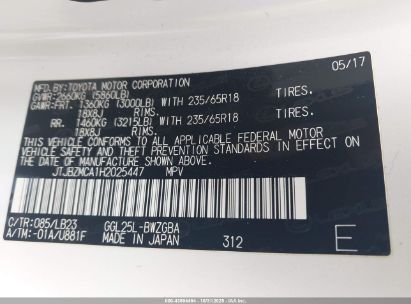 05/17
MFD. BY: TOYOTA MOTOR CORPORATION
GVWR: 2660KG (5860LB)
GAWR: FRT. 1360KG (3000LB) WITH 235/65R18 TIRES.
18X8J RIMS
RR. 1460KG (3215LB) WITH 235/65R18 TIRES.
18X8J RIMS
THIS VEHICLE CONFORMS TO ALL APPLICABLE FEDERAL MOTOR
VEHICLE SAFETY STANDARDS IN EFFECT ON THE DATE OF
MANUFACTURE SHOWN ABOVE.
JTJBZMCA1H2025447 MPV
C/TR: 085/LB23 GGL25L-BWZGBA
A/TM: -01A/U881F MADE IN JAPAN 312 E